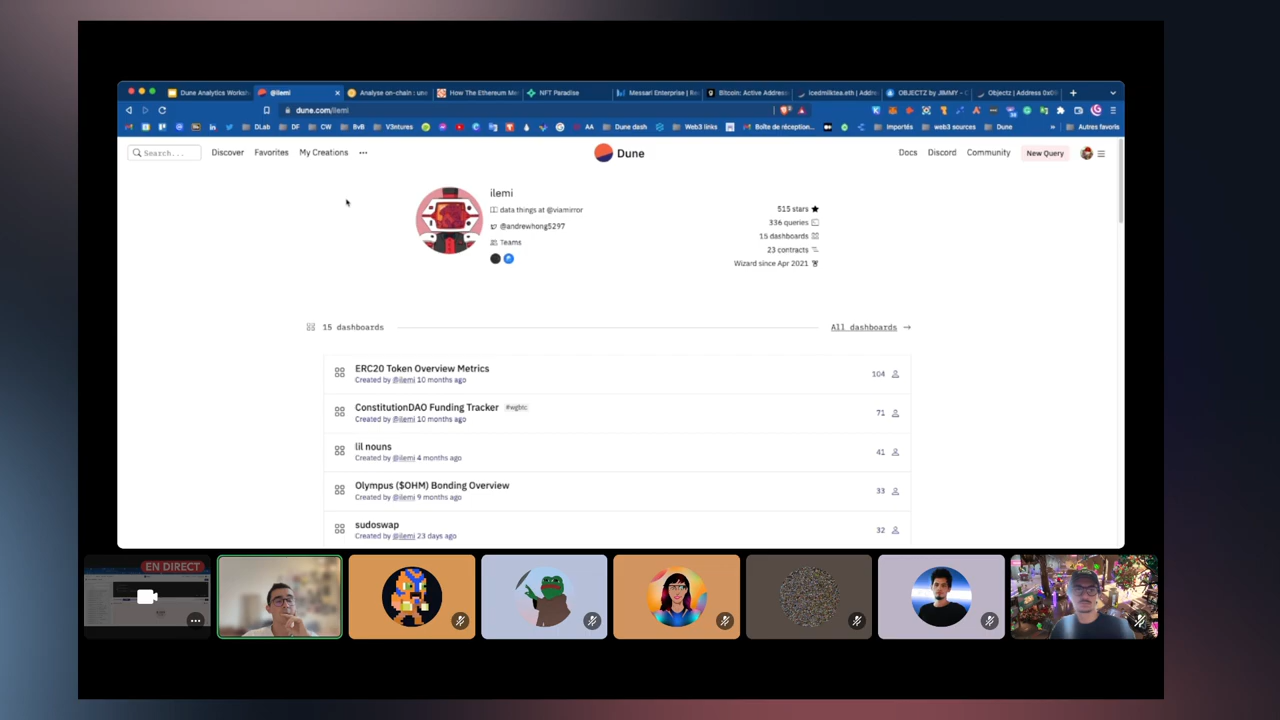 Dune Analytics Worksh
@ilemi
Analyse on-chain : une
How The Ethereum Me
NFT Paradise
Messari Enterprise | Re
Bitcoin: Active Address
icedmilktea.eth | Addre
OBJECTZ by JIMMY - C
Objectz | Address 0x0
dune.com/ilemi
DLab
DF
CW
BvB
V3ntures
AA
Dune dash
Web3 links
Boîte de réception...
Importés
web3 sources
Dune
»
Autres favoris
Search...
Discover
Favorites
My Creations
Dune
Docs
Discord
Community
New Query
ilemi
data things at @viamirror
@andrewhong5297
Teams
515 stars
336 queries
15 dashboards
23 contracts
Wizard since Apr 2021
15 dashboards
All dashboards →
ERC20 Token Overview Metrics
Created by @ilemi 10 months ago
104
ConstitutionDAO Funding Tracker #wgbtc
Created by @ilemi 10 months ago
71
lil nouns
Created by @ilemi 4 months ago
41
Olympus ($OHM) Bonding Overview
Created by @ilemi 9 months ago
33
sudoswap
Created by @ilemi 23 days ago
32
EN DIRECT